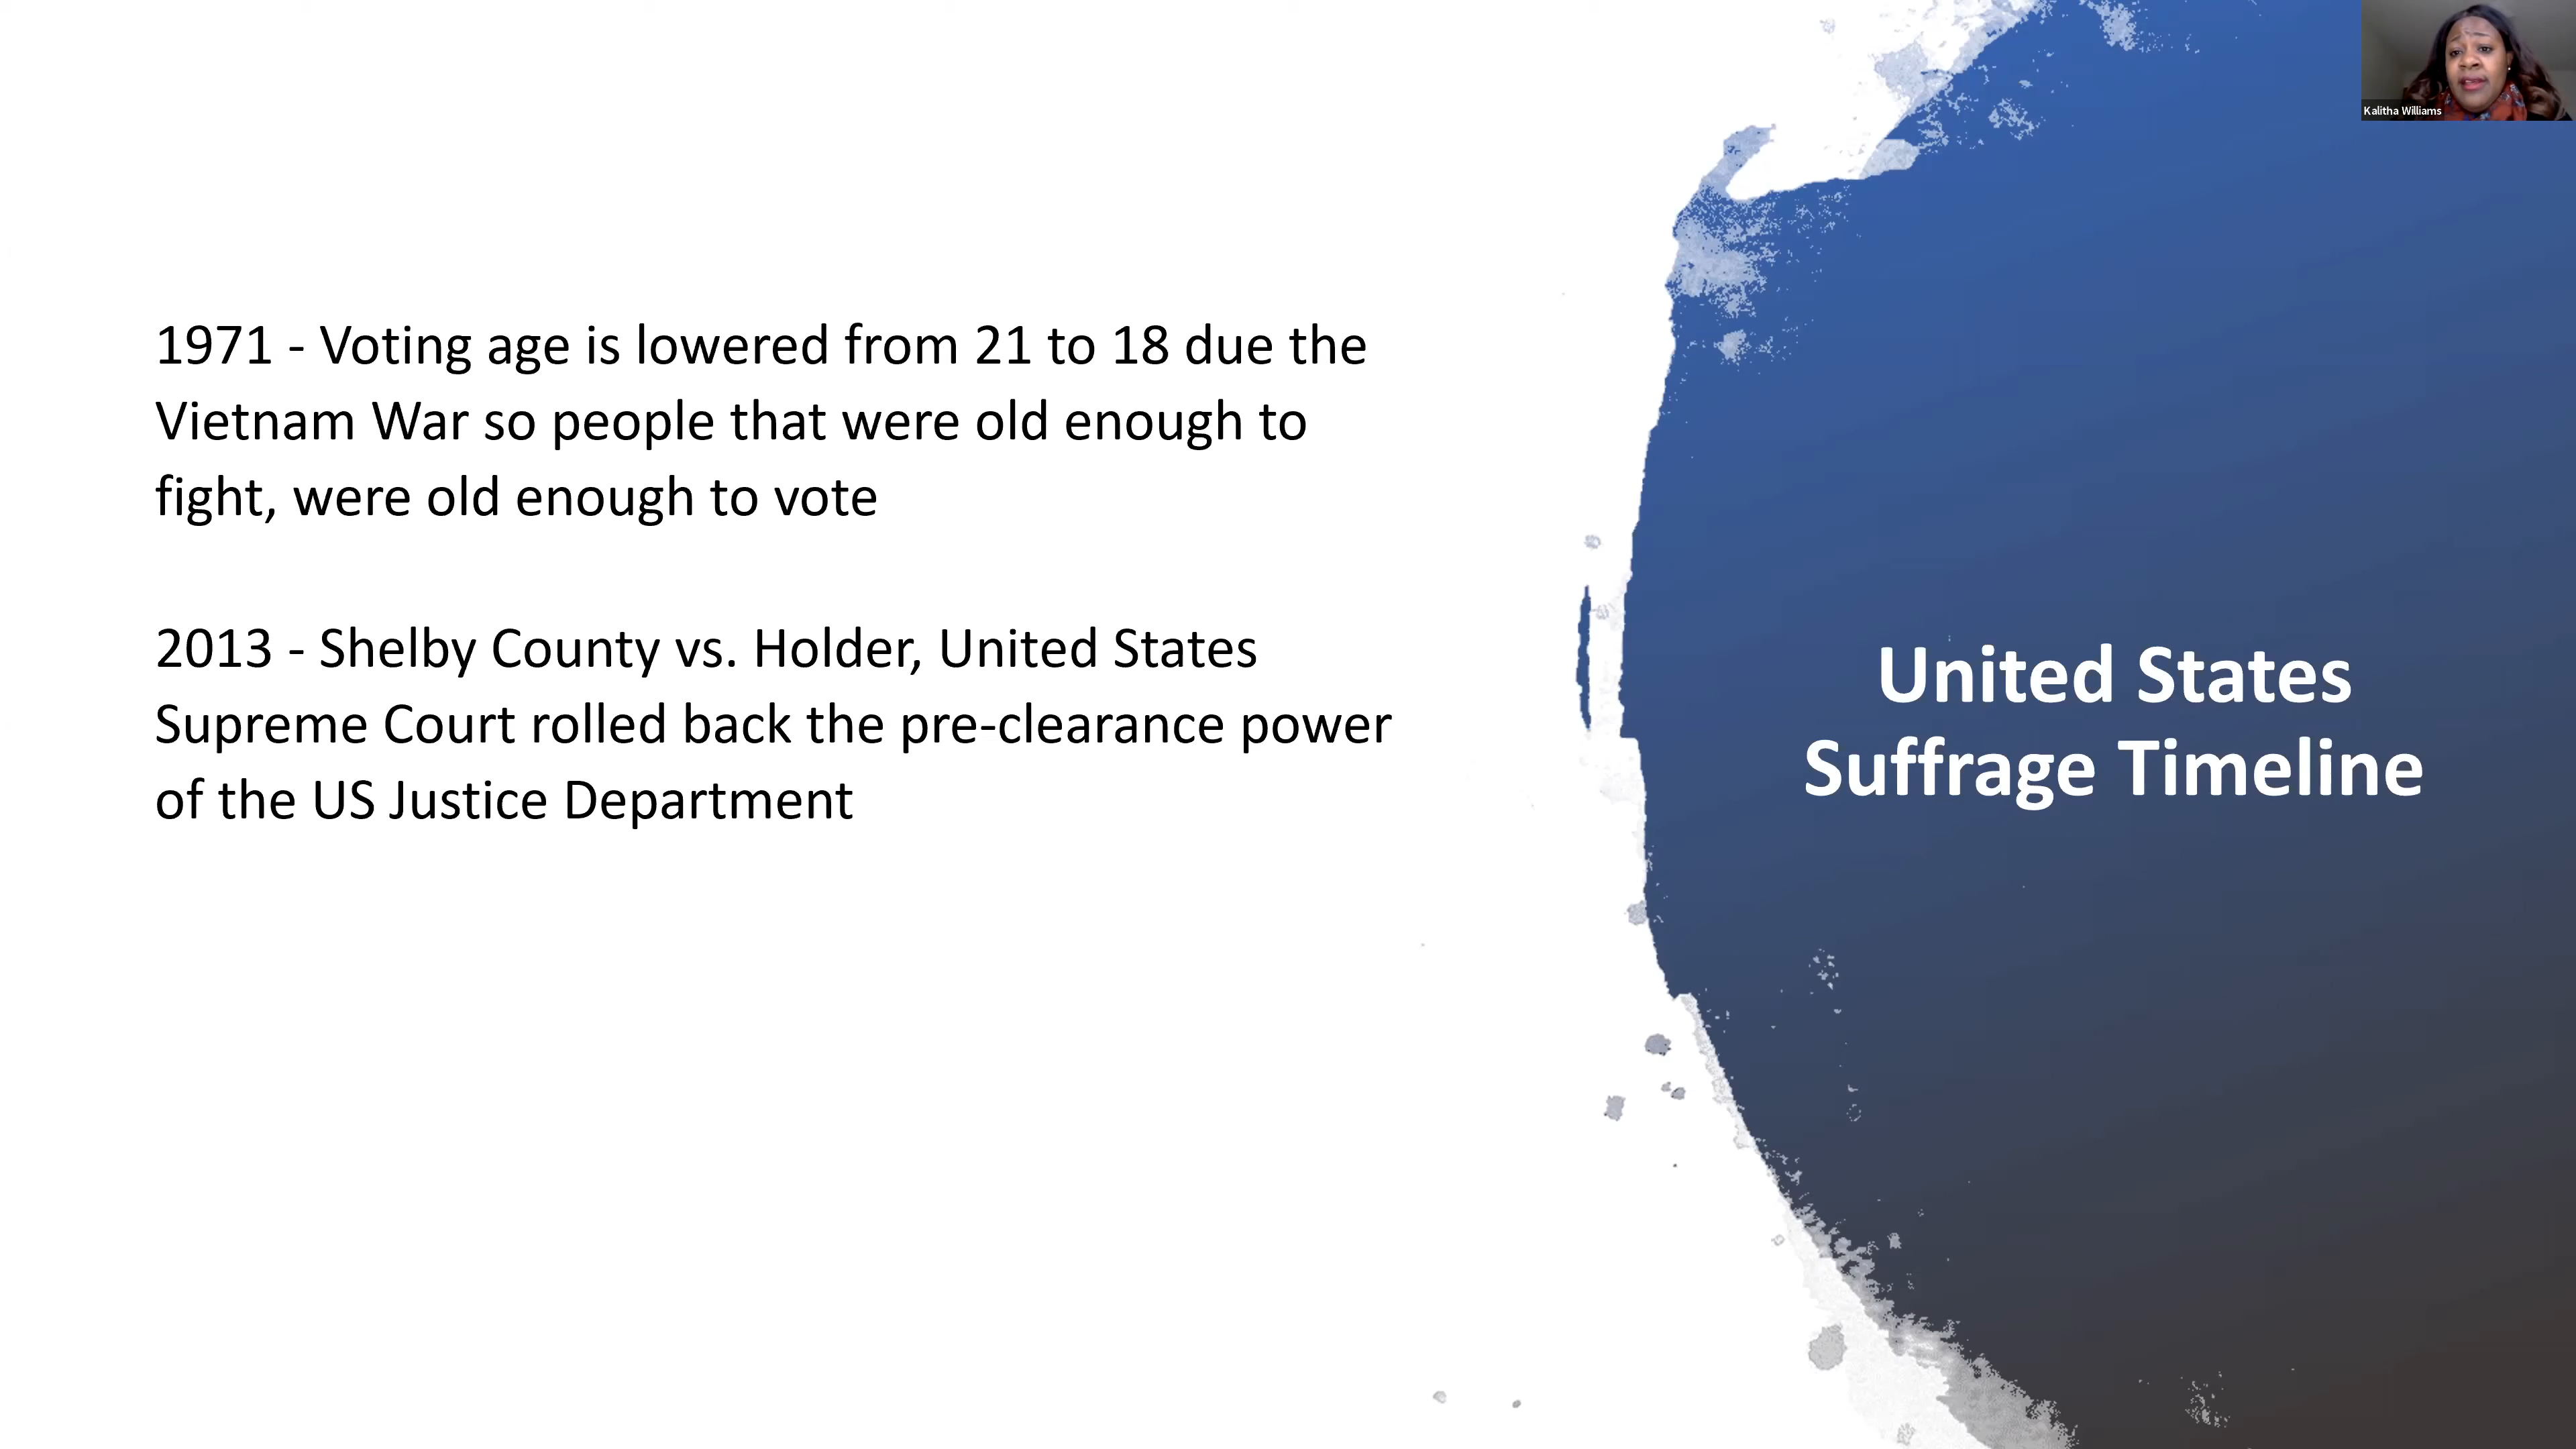 1971 - Voting age is lowered from 21 to 18 due the
Vietnam War so people that were old enough to
fight, were old enough to vote
2013 - Shelby County vs. Holder, United States
Supreme Court rolled back the pre-clearance power
of the US Justice Department
United States
Suffrage Timeline
Kalitha Williams